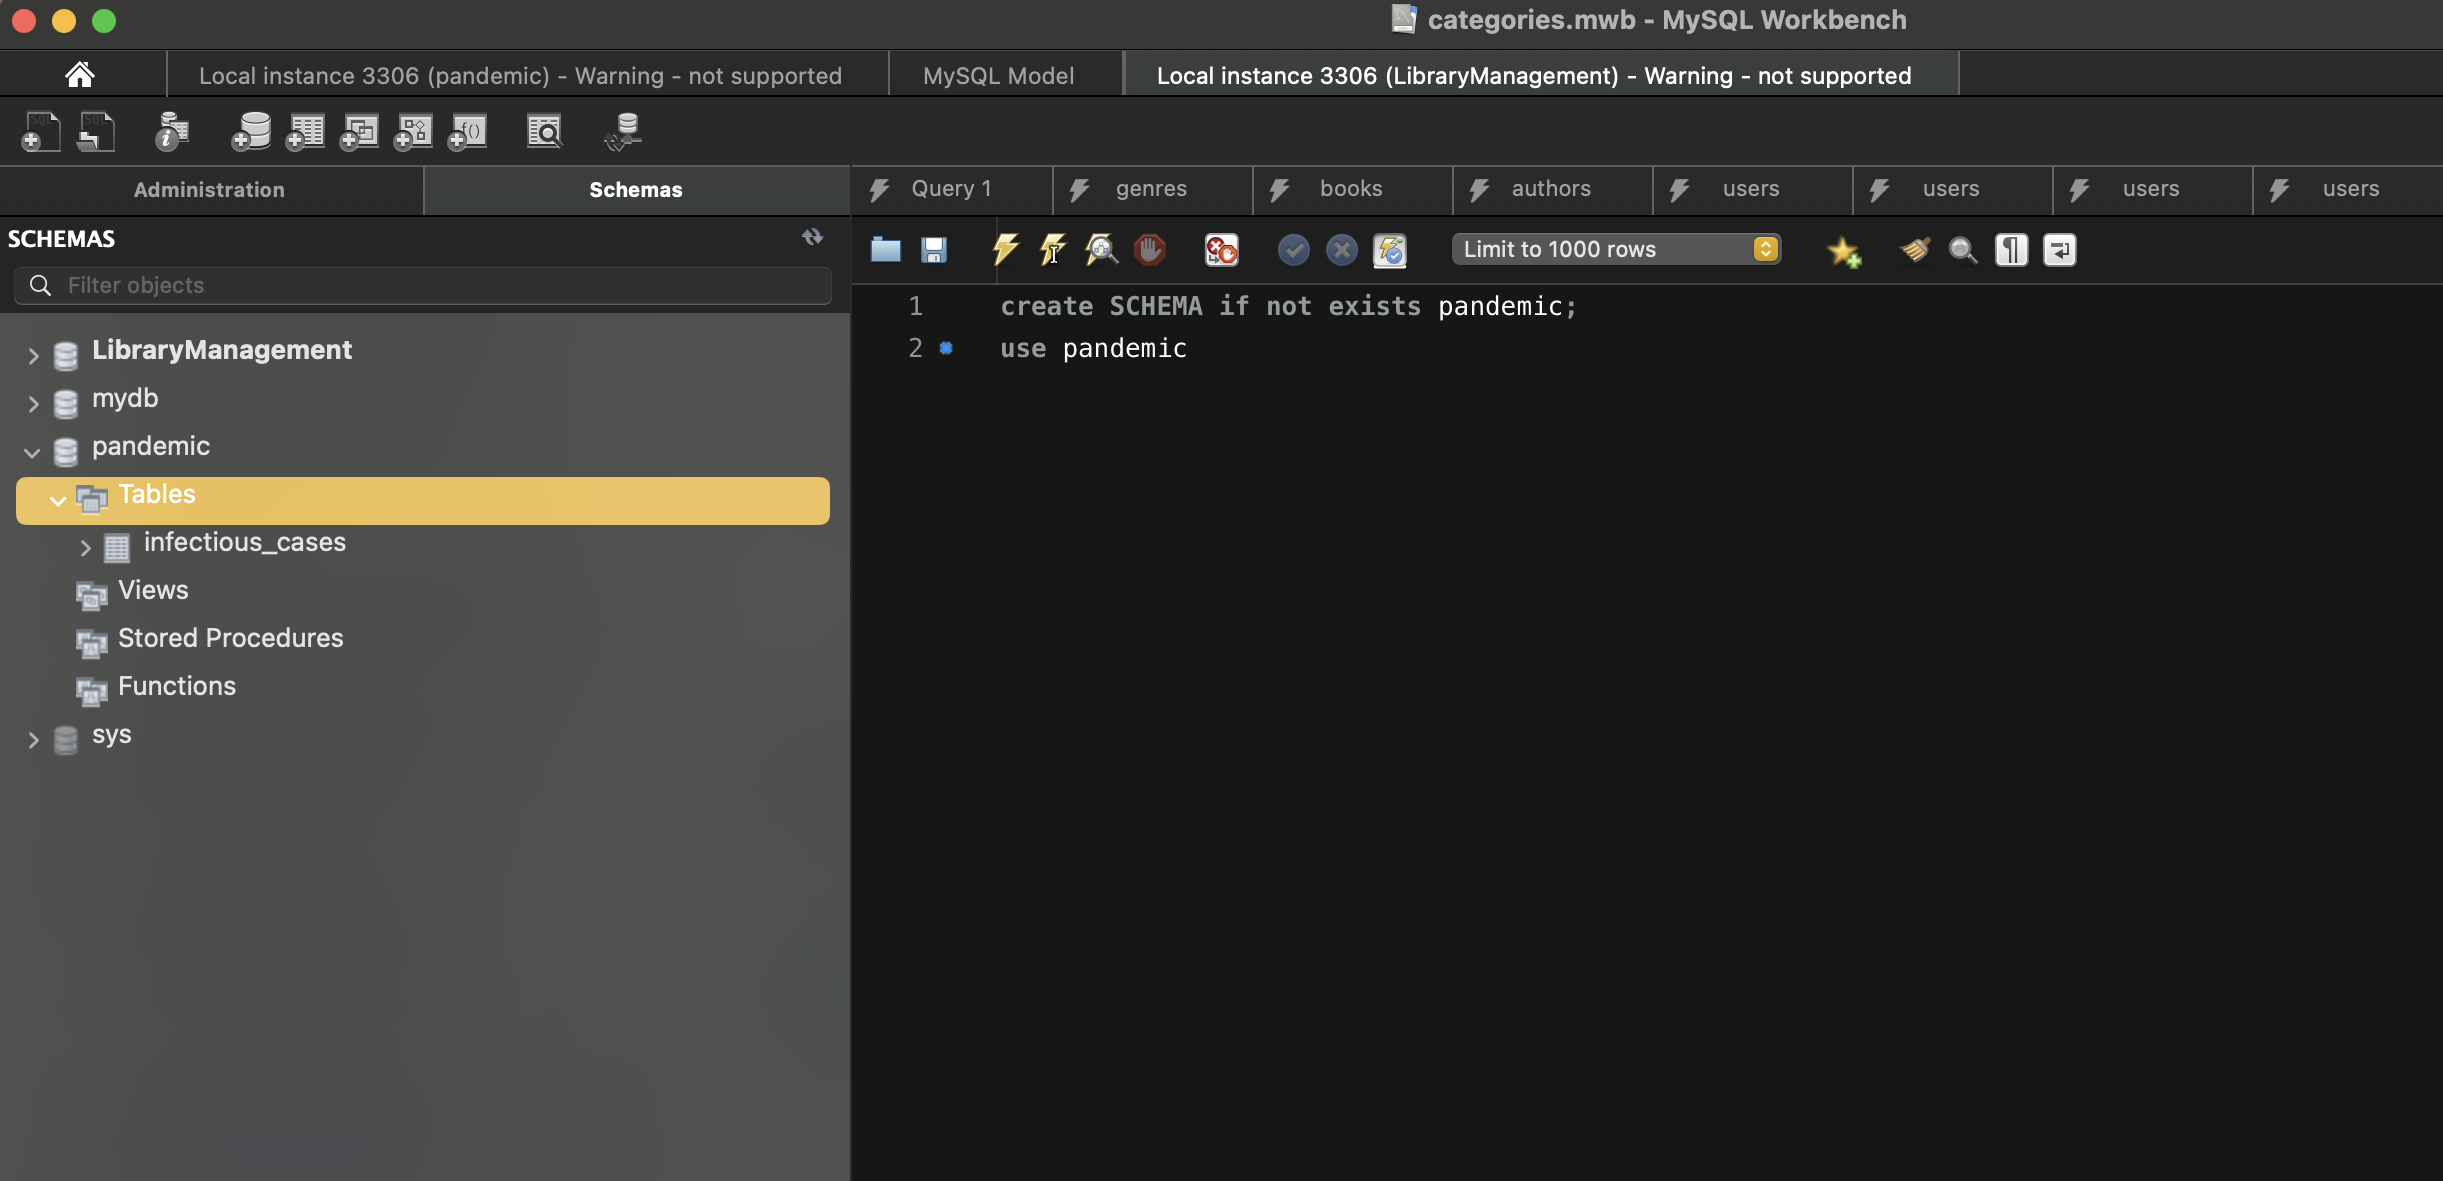 categories.mwb - MySQL Workbench
Local instance 3306 (pandemic) - Warning - not supported
MySQL Model
Local instance 3306 (LibraryManagement) - Warning - not supported
SQL
SQL
i
f()
Administration
Schemas
Query 1
genres
books
authors
users
users
users
users
SCHEMAS
Filter objects
Limit to 1000 rows
LibraryManagement
mydb
pandemic
Tables
infectious_cases
Views
Stored Procedures
Functions
sys
1 create SCHEMA if not exists pandemic;
2 use pandemic